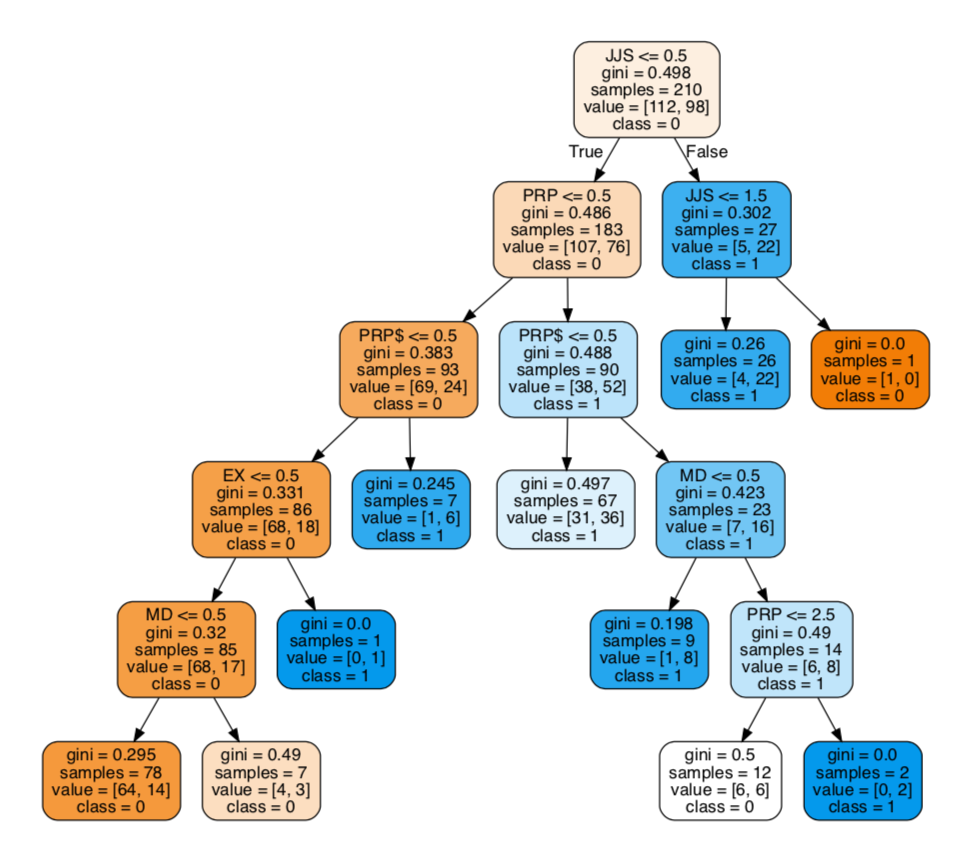 JJS <= 0.5
gini = 0.498
samples = 210
value = [112, 98]
class = 0
True
False
PRP <= 0.5
gini = 0.486
samples = 183
value = [107, 76]
class = 0
JJS <= 1.5
gini = 0.302
samples = 27
value = [5, 22]
class = 1
PRP$ <= 0.5
gini = 0.383
samples = 93
value = [69, 24]
class = 0
PRP$ <= 0.5
gini = 0.488
samples = 90
value = [38, 52]
class = 1
gini = 0.26
samples = 26
value = [4, 22]
class = 1
gini = 0.0
samples = 1
value = [1, 0]
class = 0
EX <= 0.5
gini = 0.331
samples = 86
value = [68, 18]
class = 0
gini = 0.245
samples = 7
value = [1, 6]
class = 1
gini = 0.497
samples = 67
value = [31, 36]
class = 1
MD <= 0.5
gini = 0.423
samples = 23
value = [7, 16]
class = 1
MD <= 0.5
gini = 0.32
samples = 85
value = [68, 17]
class = 0
gini = 0.0
samples = 1
value = [0, 1]
class = 1
gini = 0.198
samples = 9
value = [1, 8]
class = 1
PRP <= 2.5
gini = 0.49
samples = 14
value = [6, 8]
class = 1
gini = 0.295
samples = 78
value = [64, 14]
class = 0
gini = 0.49
samples = 7
value = [4, 3]
class = 0
gini = 0.5
samples = 12
value = [6, 6]
class = 0
gini = 0.0
samples = 2
value = [0, 2]
class = 1